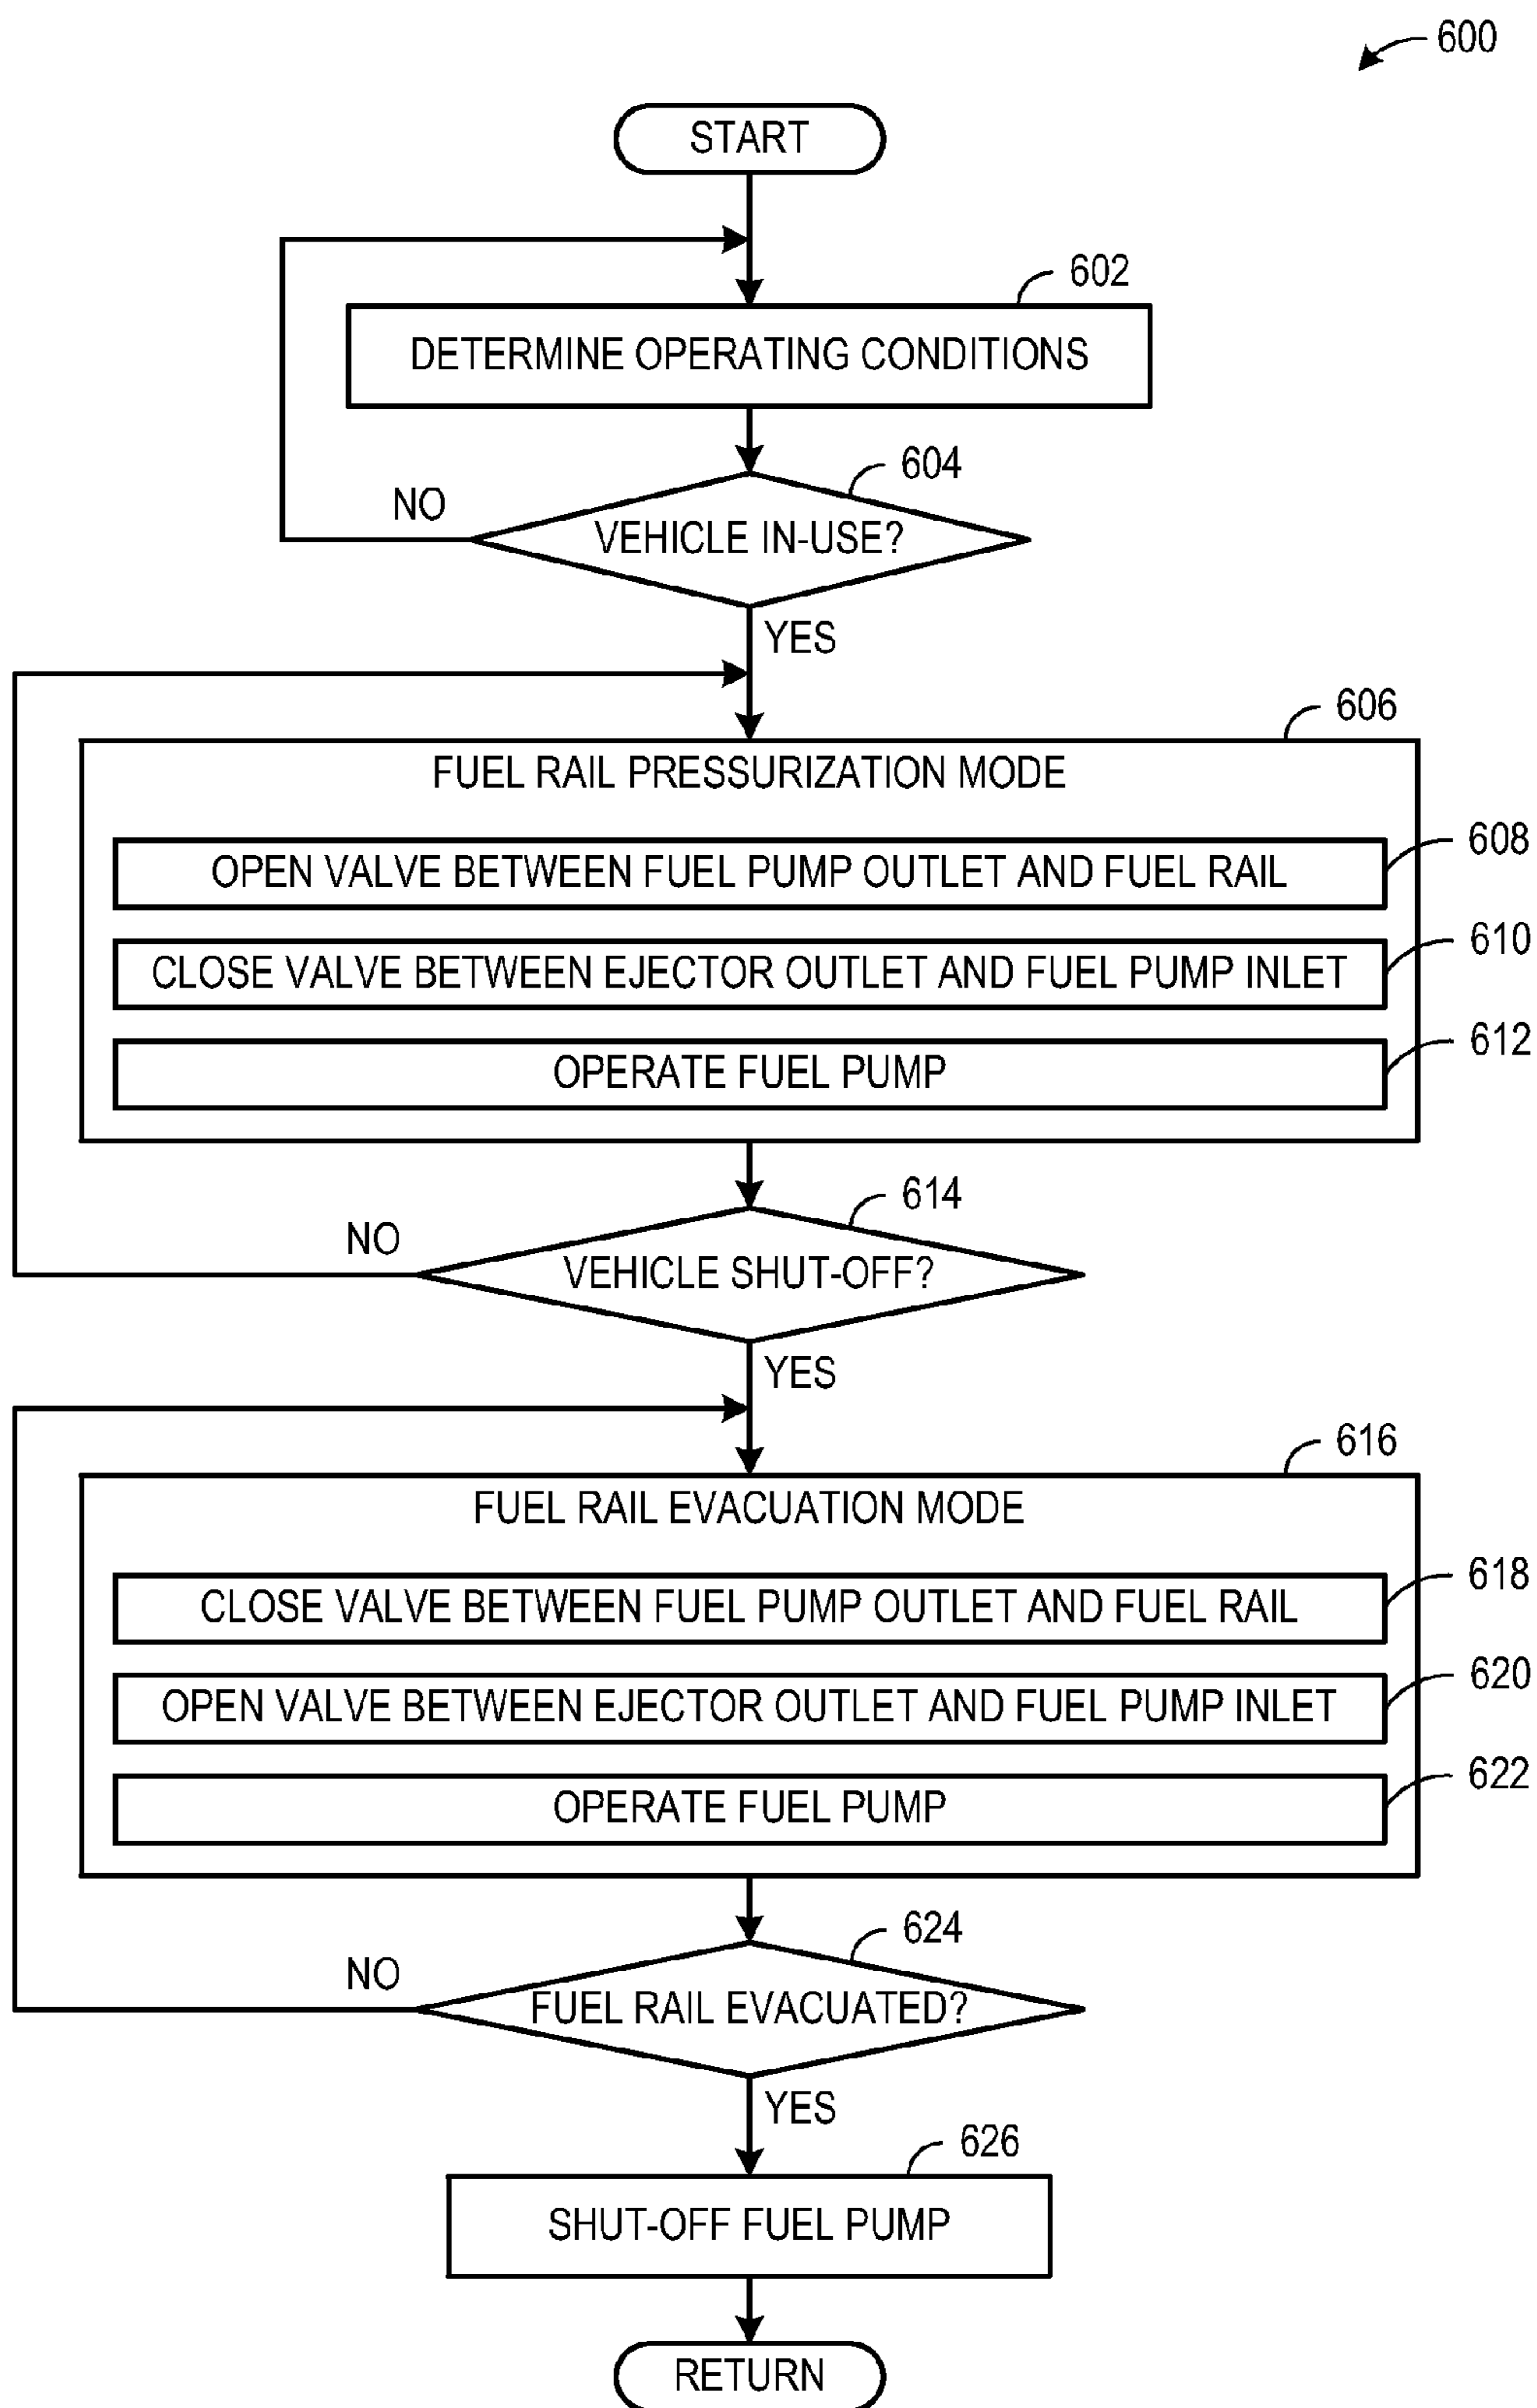 600
START
602
DETERMINE OPERATING CONDITIONS
604
NO
VEHICLE IN-USE?
YES
606
FUEL RAIL PRESSURIZATION MODE
608
OPEN VALVE BETWEEN FUEL PUMP OUTLET AND FUEL RAIL
610
CLOSE VALVE BETWEEN EJECTOR OUTLET AND FUEL PUMP INLET
612
OPERATE FUEL PUMP
614
NO
VEHICLE SHUT-OFF?
YES
616
FUEL RAIL EVACUATION MODE
618
CLOSE VALVE BETWEEN FUEL PUMP OUTLET AND FUEL RAIL
620
OPEN VALVE BETWEEN EJECTOR OUTLET AND FUEL PUMP INLET
622
OPERATE FUEL PUMP
624
NO
FUEL RAIL EVACUATED?
YES
626
SHUT-OFF FUEL PUMP
RETURN